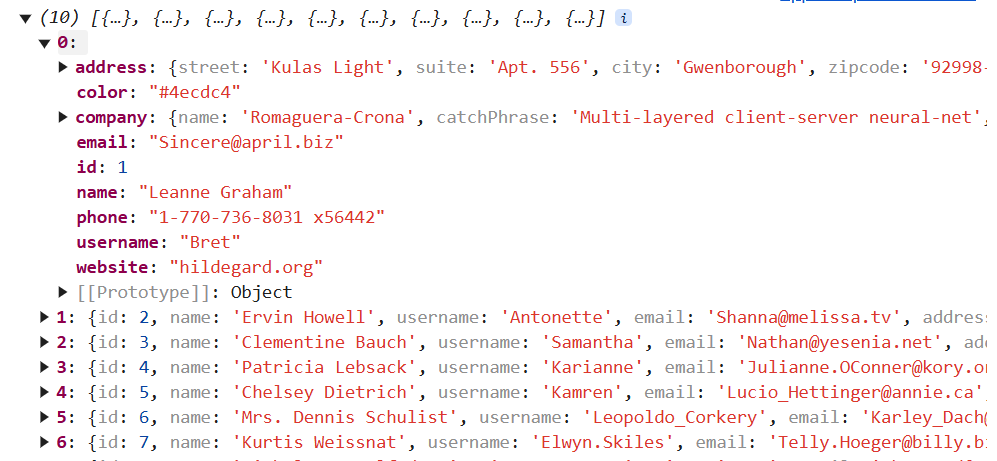 (10) [{…}, {…}, {…}, {…}, {…}, {…}, {…}, {…}, {…}, {…}] i
0:
address: {street: 'Kulas Light', suite: 'Apt. 556', city: 'Gwenborough', zipcode: '92998-
color: "#4ecdc4"
company: {name: 'Romaguera-Crona', catchPhrase: 'Multi-layered client-server neural-net',
email: "Sincere@april.biz"
id: 1
name: "Leanne Graham"
phone: "1-770-736-8031 x56442"
username: "Bret"
website: "hildegard.org"
[[Prototype]]: Object
1: {id: 2, name: 'Ervin Howell', username: 'Antonette', email: 'Shanna@melissa.tv', address
2: {id: 3, name: 'Clementine Bauch', username: 'Samantha', email: 'Nathan@yesenia.net', add
3: {id: 4, name: 'Patricia Lebsack', username: 'Karianne', email: 'Julianne.OConner@kory.or
4: {id: 5, name: 'Chelsey Dietrich', username: 'Kamren', email: 'Lucio_Hettinger@annie.ca',
5: {id: 6, name: 'Mrs. Dennis Schulist', username: 'Leopoldo_Corkery', email: 'Karley_Dach@
6: {id: 7, name: 'Kurtis Weissnat', username: 'Elwyn.Skiles', email: 'Telly.Hoeger@billy.bi